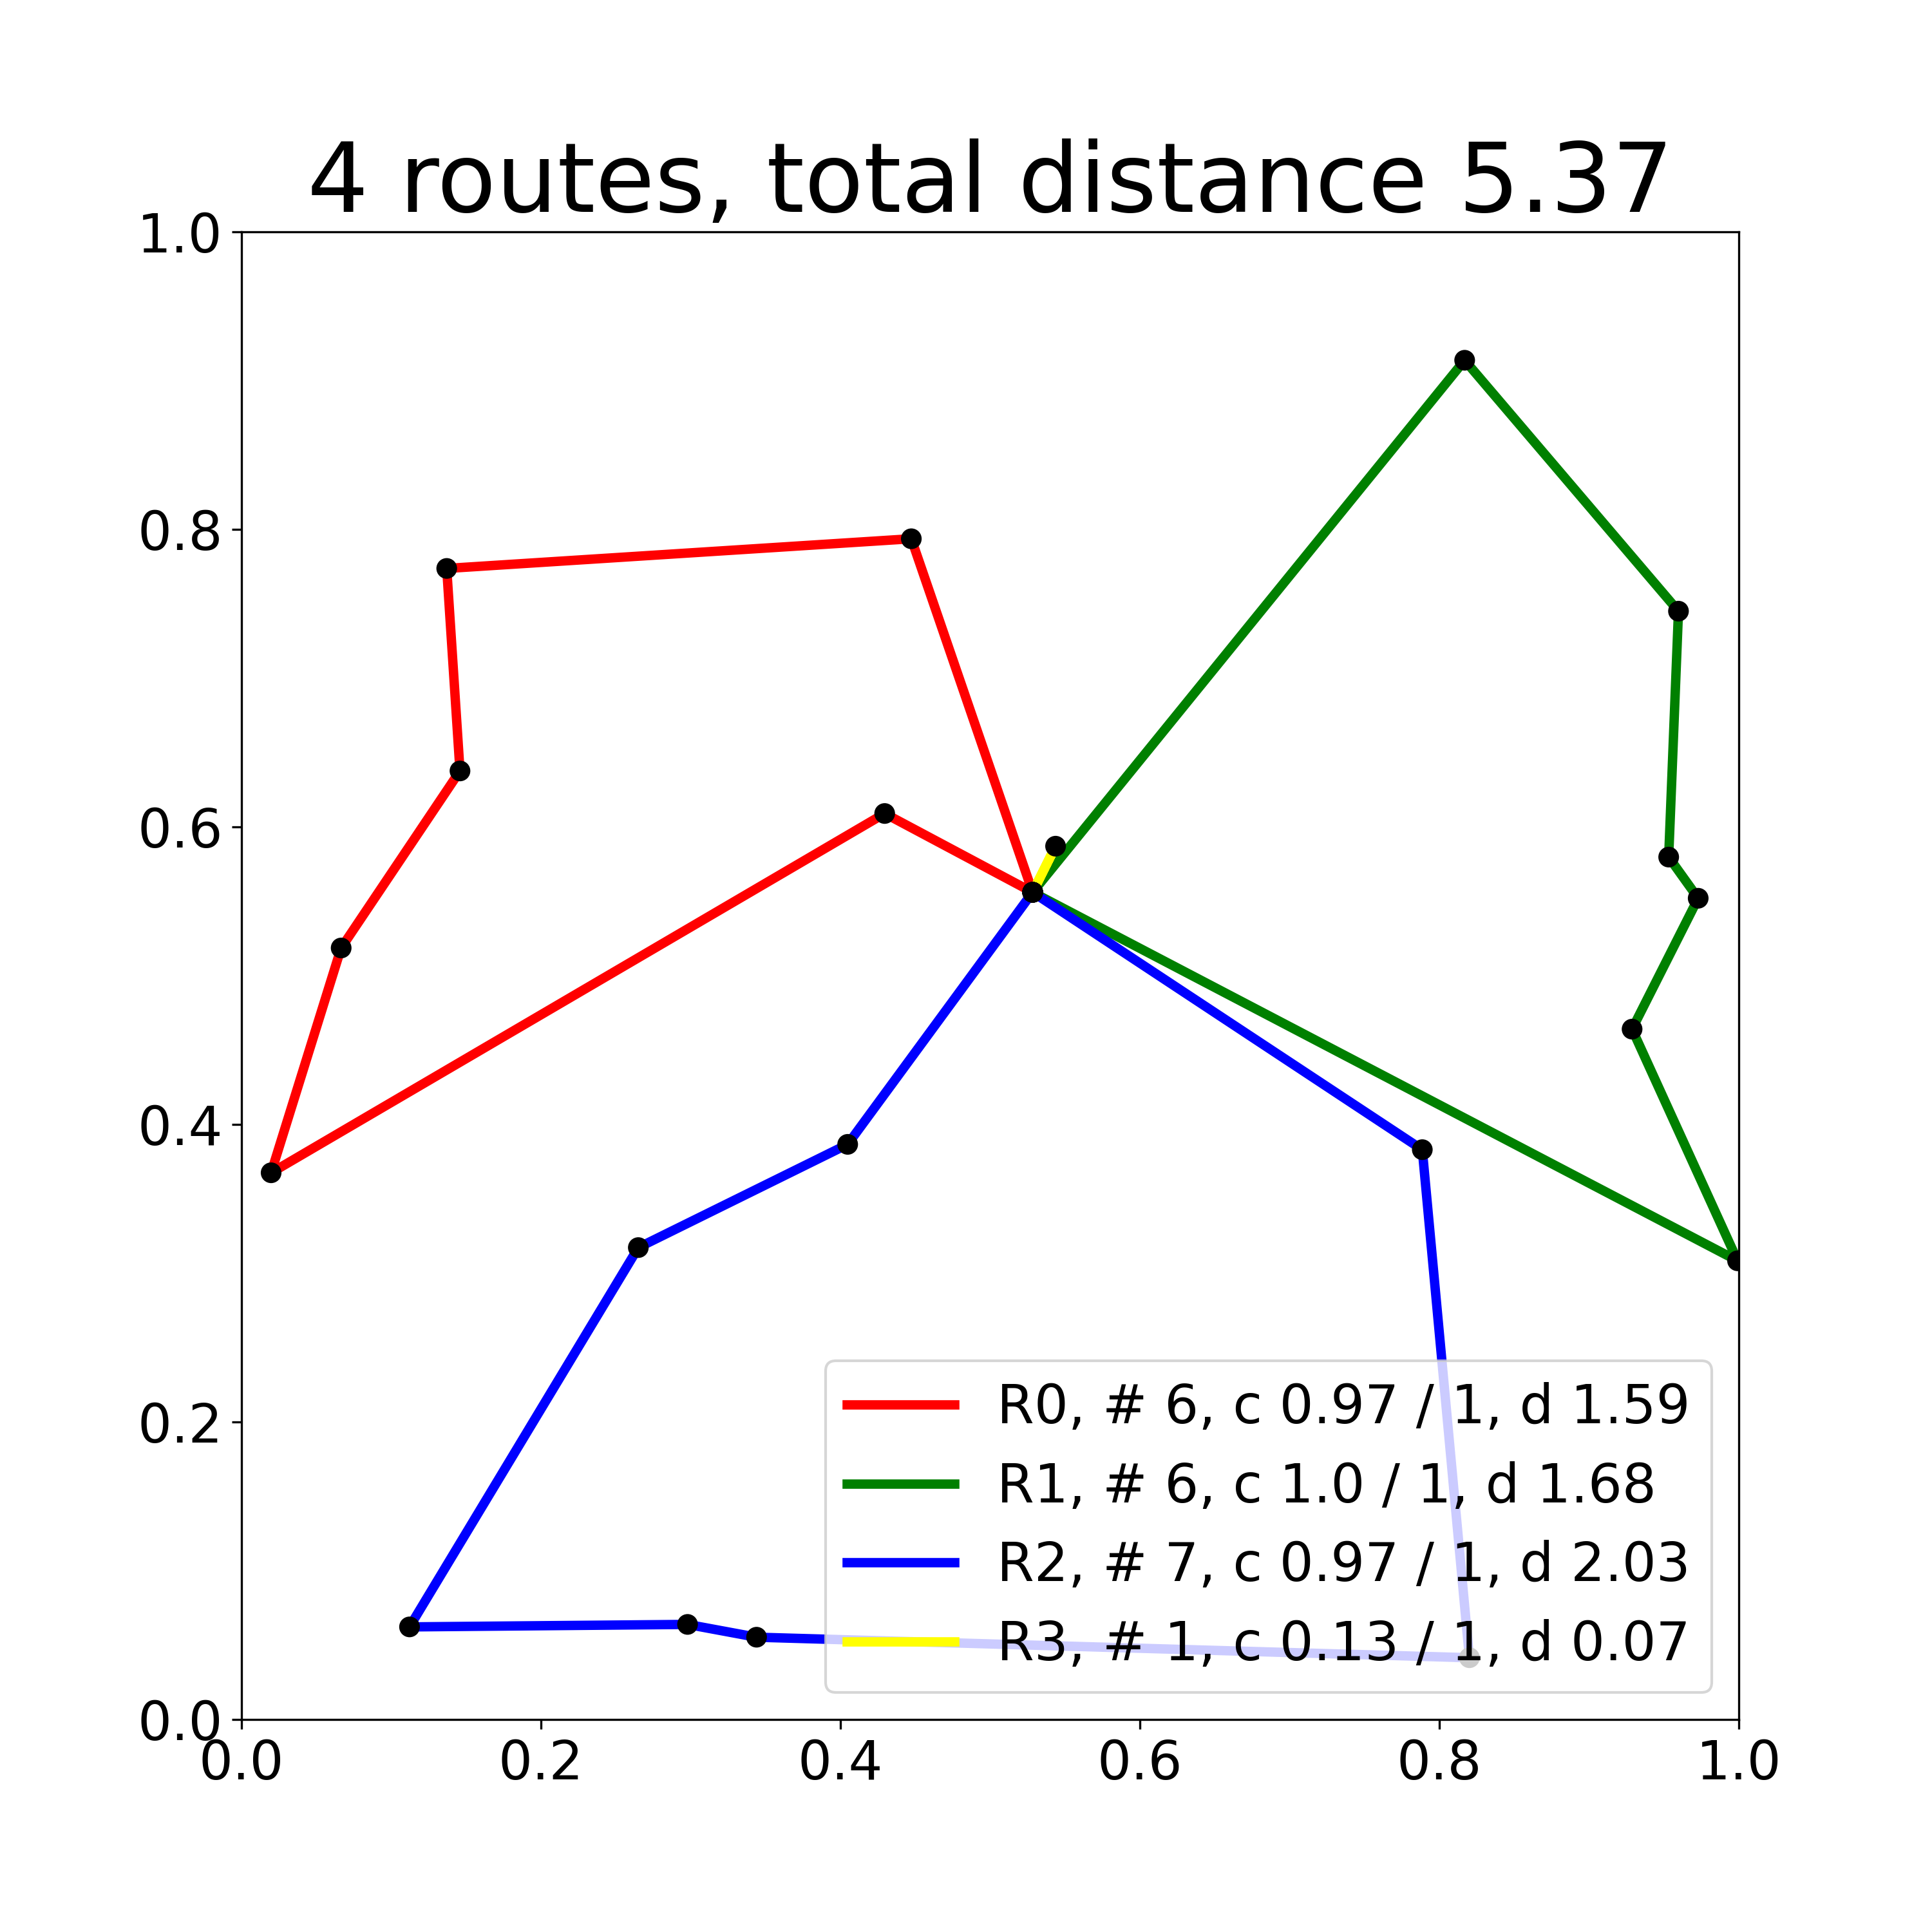 4 routes, total distance 5.37
1.0
0.8
0.6
0.4
0.2
0.0
R0, # 6, c 0.97 / 1, d 1.59
R1, # 6, c 1.0 / 1, d 1.68
R2, # 7, c 0.97 / 1, d 2.03
R3, # 1, c 0.13 / 1, d 0.07
0.0 0.2 0.4 0.6 0.8 1.0